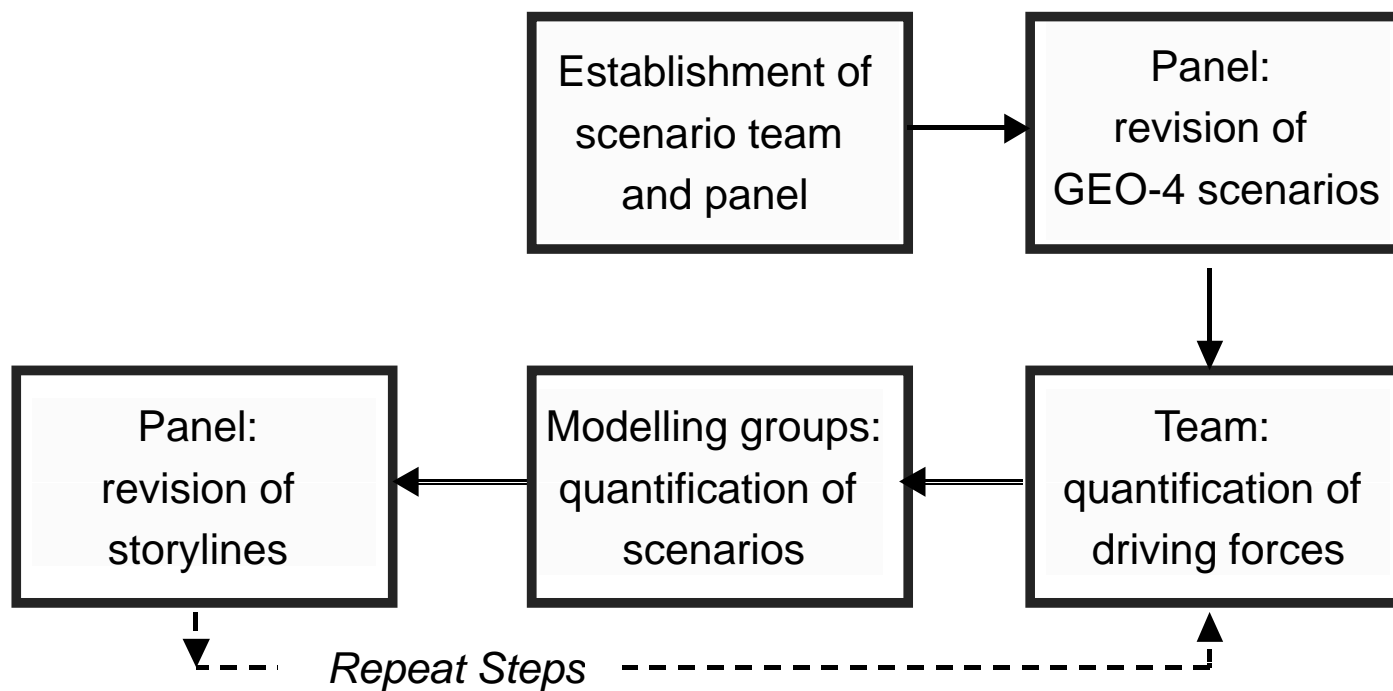 Establishment of
scenario team
and panel
Panel:
revision of
GEO-4 scenarios
Panel:
revision of
storylines
Modelling groups:
quantification of
scenarios
Team:
quantification of
driving forces
Repeat Steps